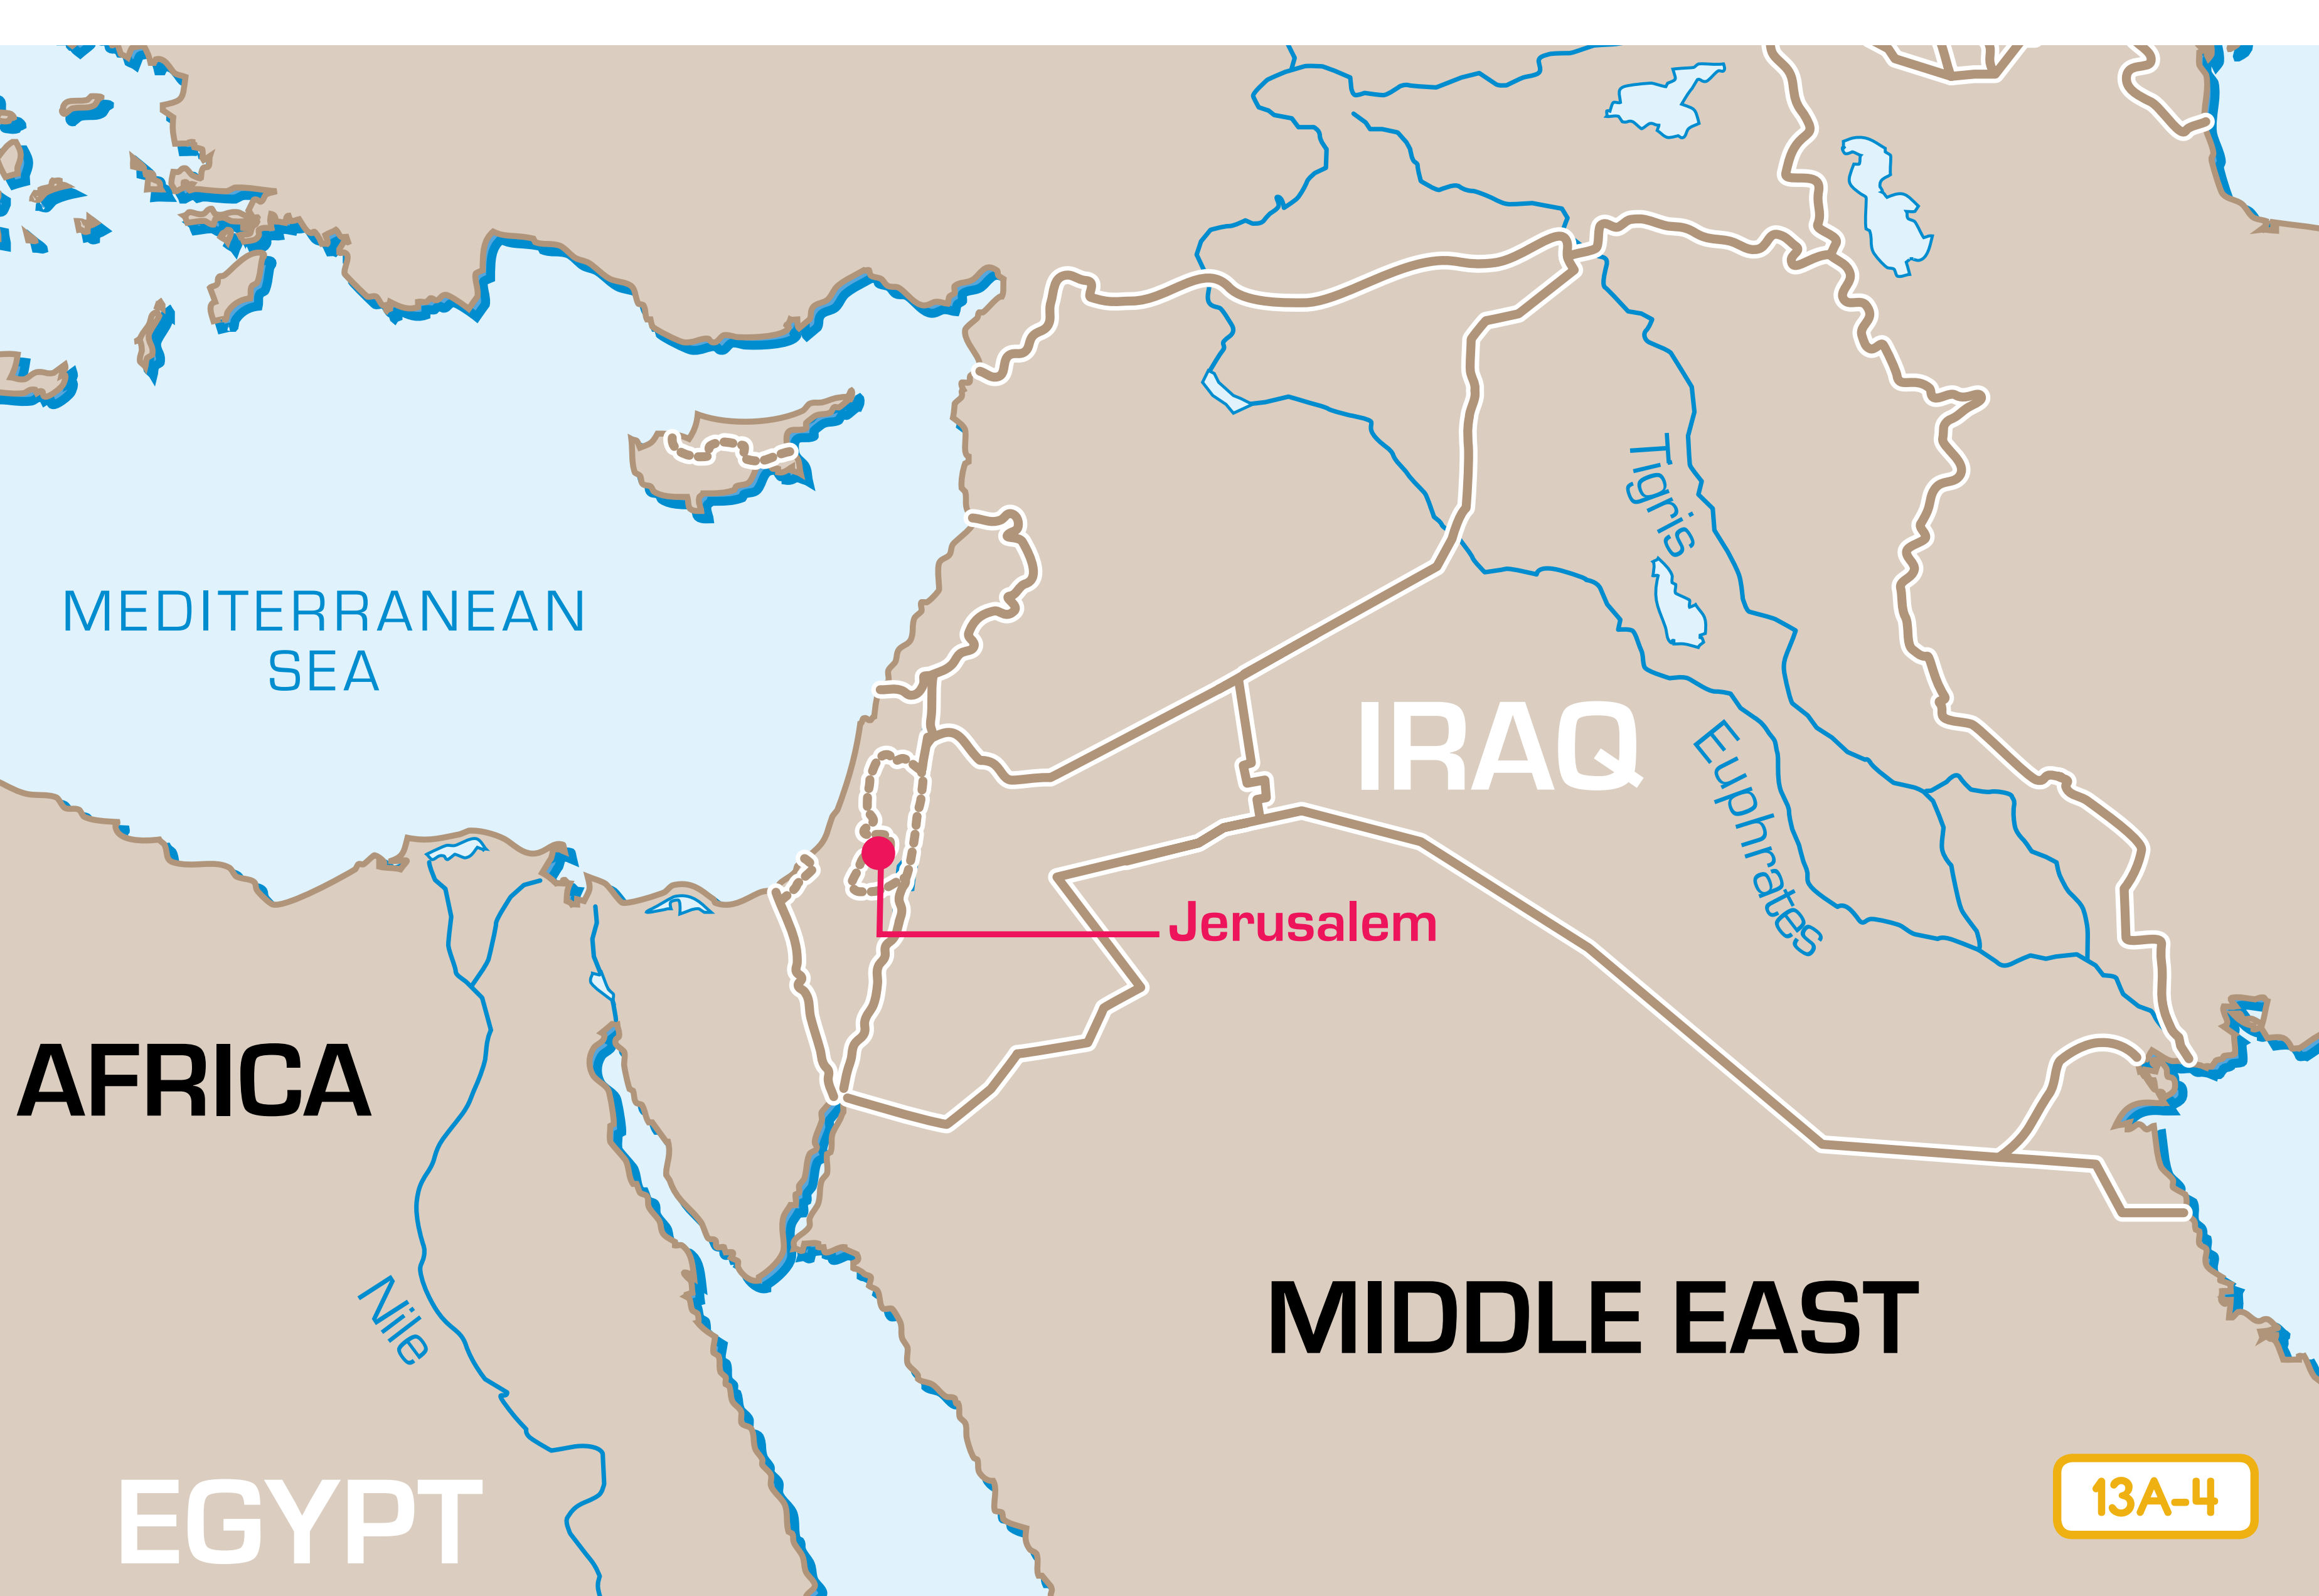 Tigris
MEDITERRANEAN
SEA
IRAQ
Euphrates
Jerusalem
AFRICA
Nile
MIDDLE EAST
EGYPT
13A-4